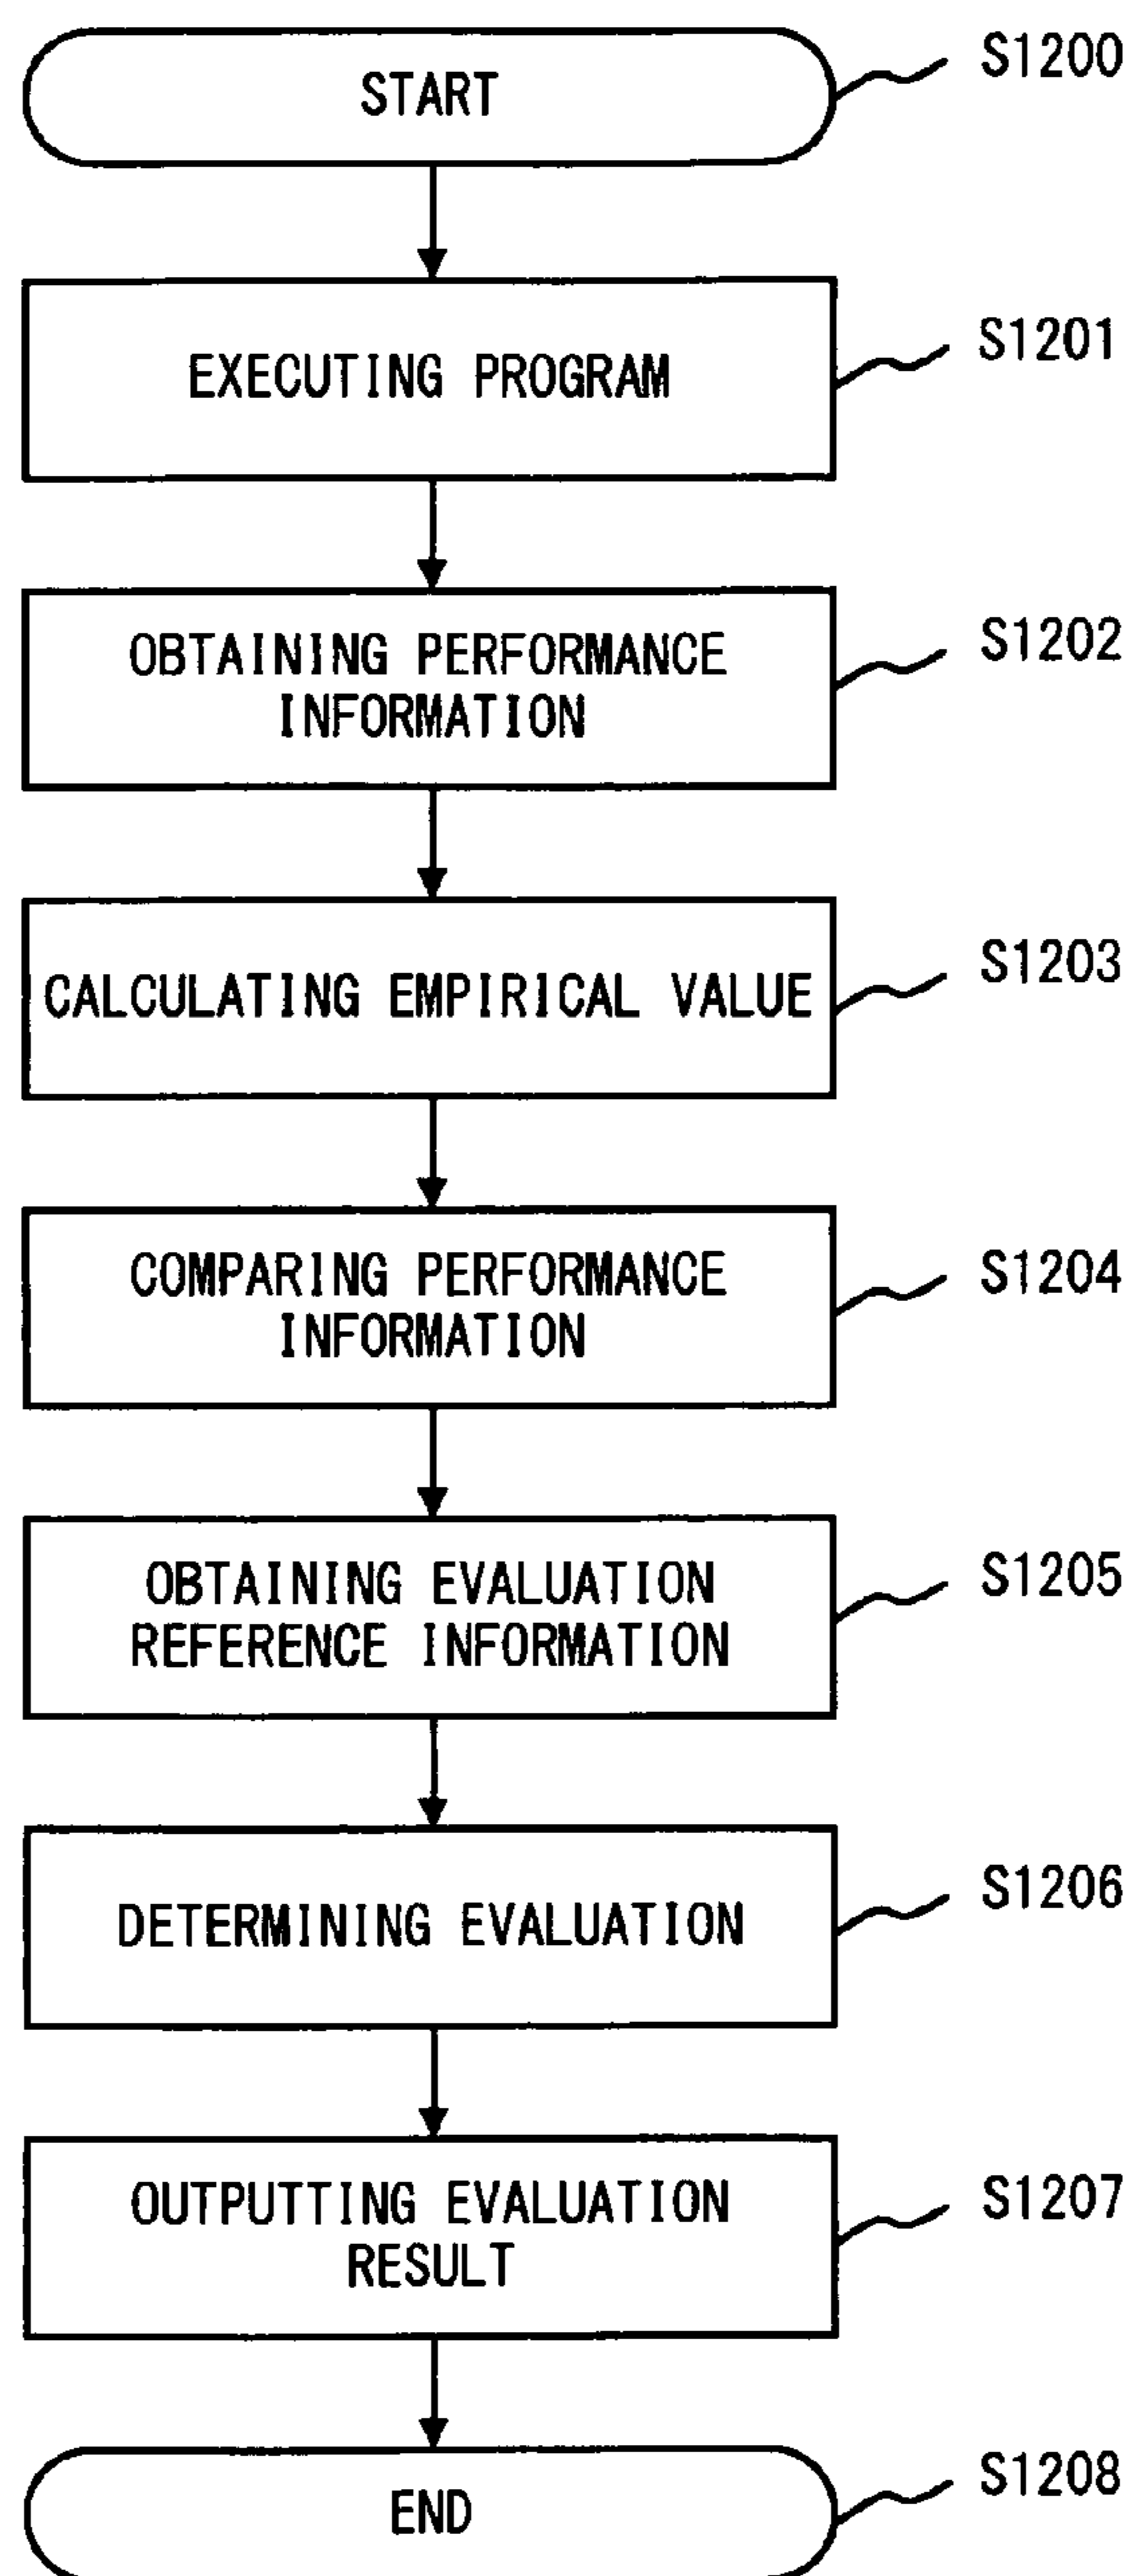 START
S1200
EXECUTING PROGRAM
S1201
OBTAINING PERFORMANCE
INFORMATION
S1202
CALCULATING EMPIRICAL VALUE
S1203
COMPARING PERFORMANCE
INFORMATION
S1204
OBTAINING EVALUATION
REFERENCE INFORMATION
S1205
DETERMINING EVALUATION
S1206
OUTPUTTING EVALUATION
RESULT
S1207
END
S1208